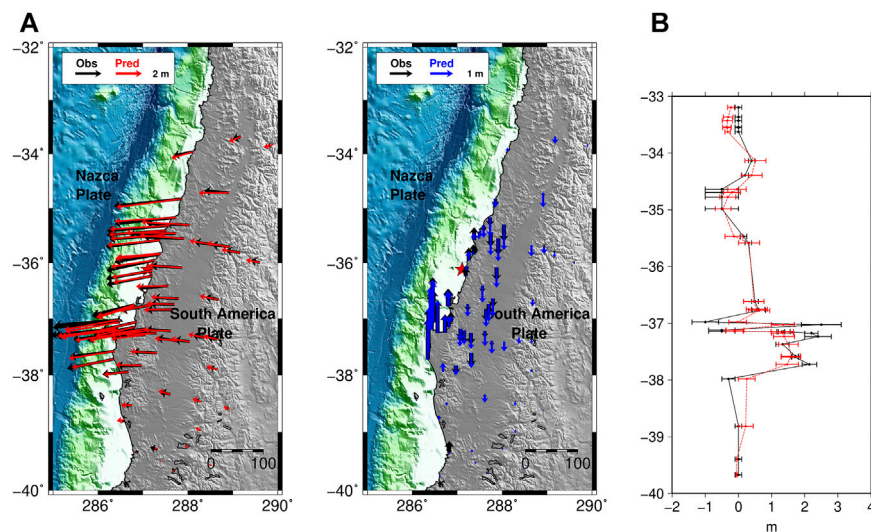 A
B
−32°
−34°
−36°
−38°
−40°
286°
288°
290°
Obs
Pred
2 m
Nazca
Plate
South America
Plate
0
100
−32°
−34°
−36°
−38°
−40°
286°
288°
290°
Obs
Pred
1 m
Nazca
Plate
South America
Plate
0
100
−33
−34
−35
−36
−37
−38
−39
−40
−2
−1
0
1
2
3
4
m